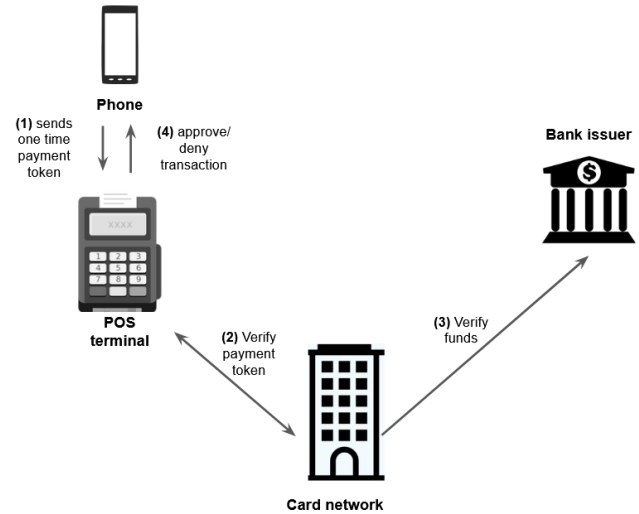 Phone
(1) sends
one time
payment
token
(4) approve/
deny
transaction
Bank issuer
$
XXXX
1 2 3
4 5 6
7 8 9
POS
terminal
(2) Verify
payment
token
(3) Verify
funds
Card network